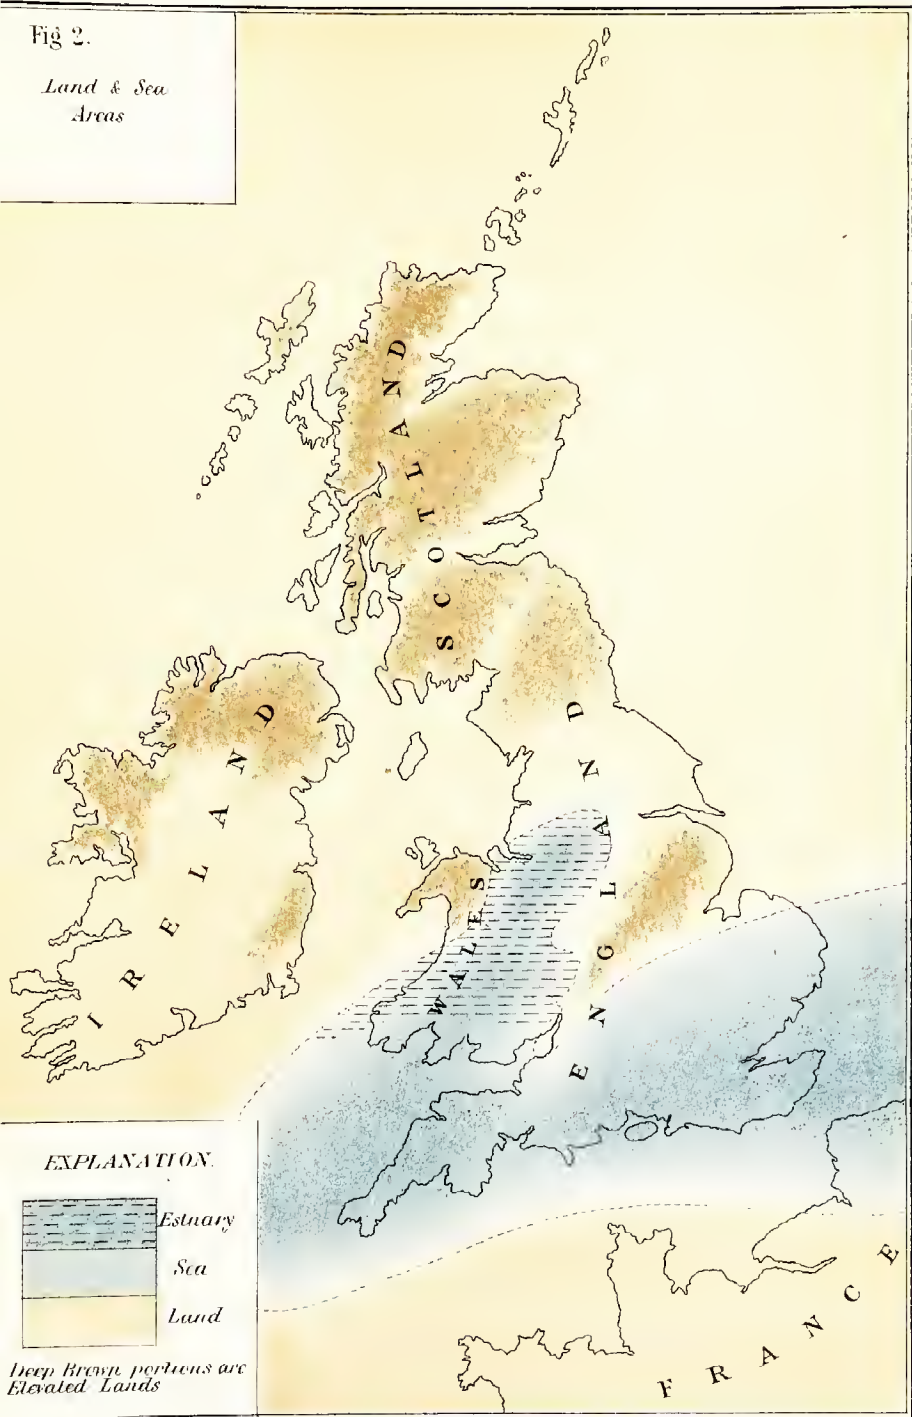 Fig 2.
Land & Sea
Areas
SCOTLAND
IRELAND
ENGLAND
WALES
FRANCE
EXPLANATION.
Estuary
Sea
Land
Deep Brown portions are
Elevated Lands